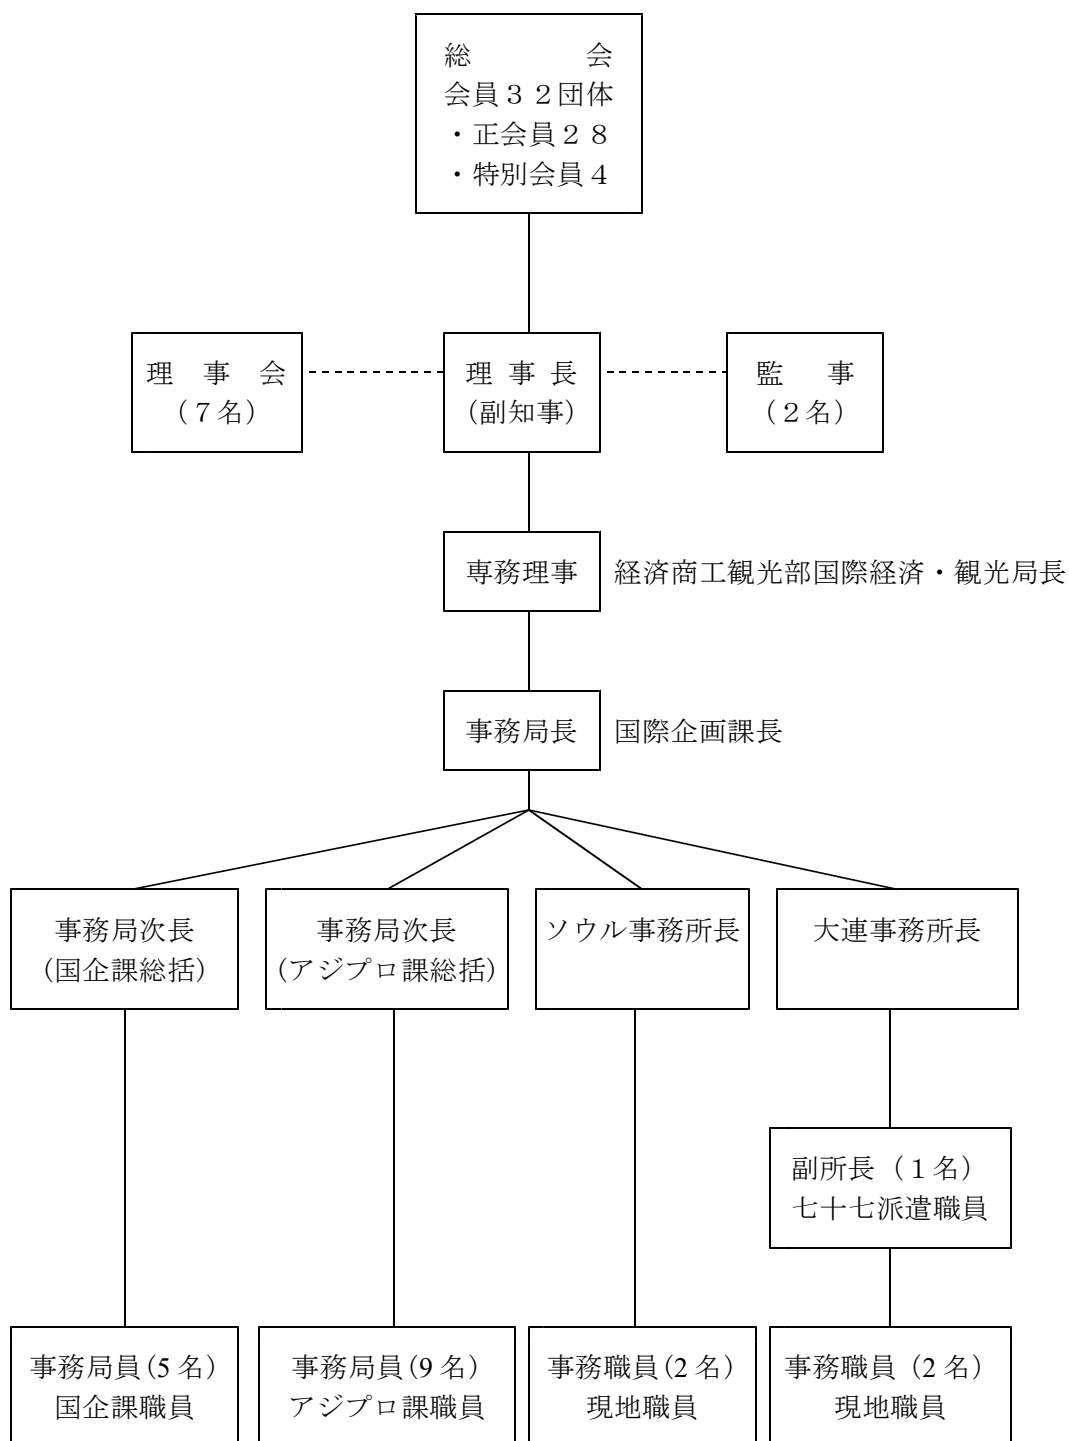 総　　　　会
会員３２団体
・正会員２８
・特別会員４
理　事　会
（７名）
理 事 長
(副知事)
監　　事
（２名）
専務理事
経済商工観光部国際経済・観光局長
事務局長
国際企画課長
事務局次長
(国企課総括)
事務局次長
(アジプロ課総括)
ソウル事務所長
大連事務所長
副所長（１名）
七十七派遣職員
事務局員(5 名)
国企課職員
事務局員(9 名)
アジプロ課職員
事務職員(2 名)
現地職員
事務職員（2 名）
現地職員